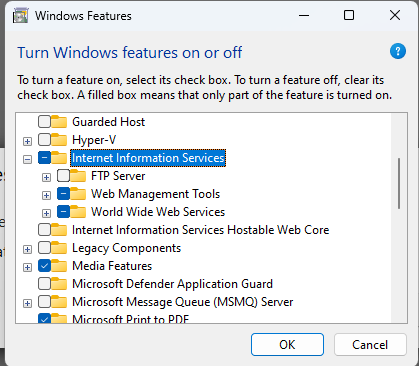 Windows Features
Turn Windows features on or off
To turn a feature on, select its check box. To turn a feature off, clear its
check box. A filled box means that only part of the feature is turned on.
Guarded Host
Hyper-V
Internet Information Services
FTP Server
Web Management Tools
World Wide Web Services
Internet Information Services Hostable Web Core
Legacy Components
Media Features
Microsoft Defender Application Guard
Microsoft Message Queue (MSMQ) Server
Microsoft Print to PDF
OK Cancel